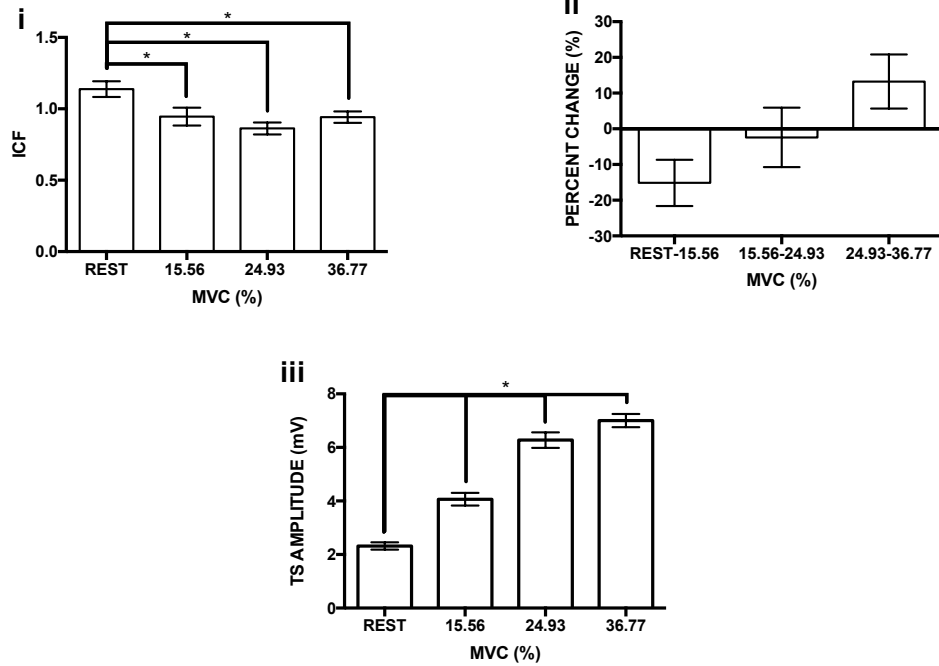 i
ICF
1.5
1.0
0.5
0.0
*
*
*
REST 15.56 24.93 36.77
MVC (%)
ii
PERCENT CHANGE (%)
30
20
10
0
-10
-20
-30
REST-15.56 15.56-24.93 24.93-36.77
MVC (%)
iii
TS AMPLITUDE (mV)
8
6
4
2
0
*
REST 15.56 24.93 36.77
MVC (%)